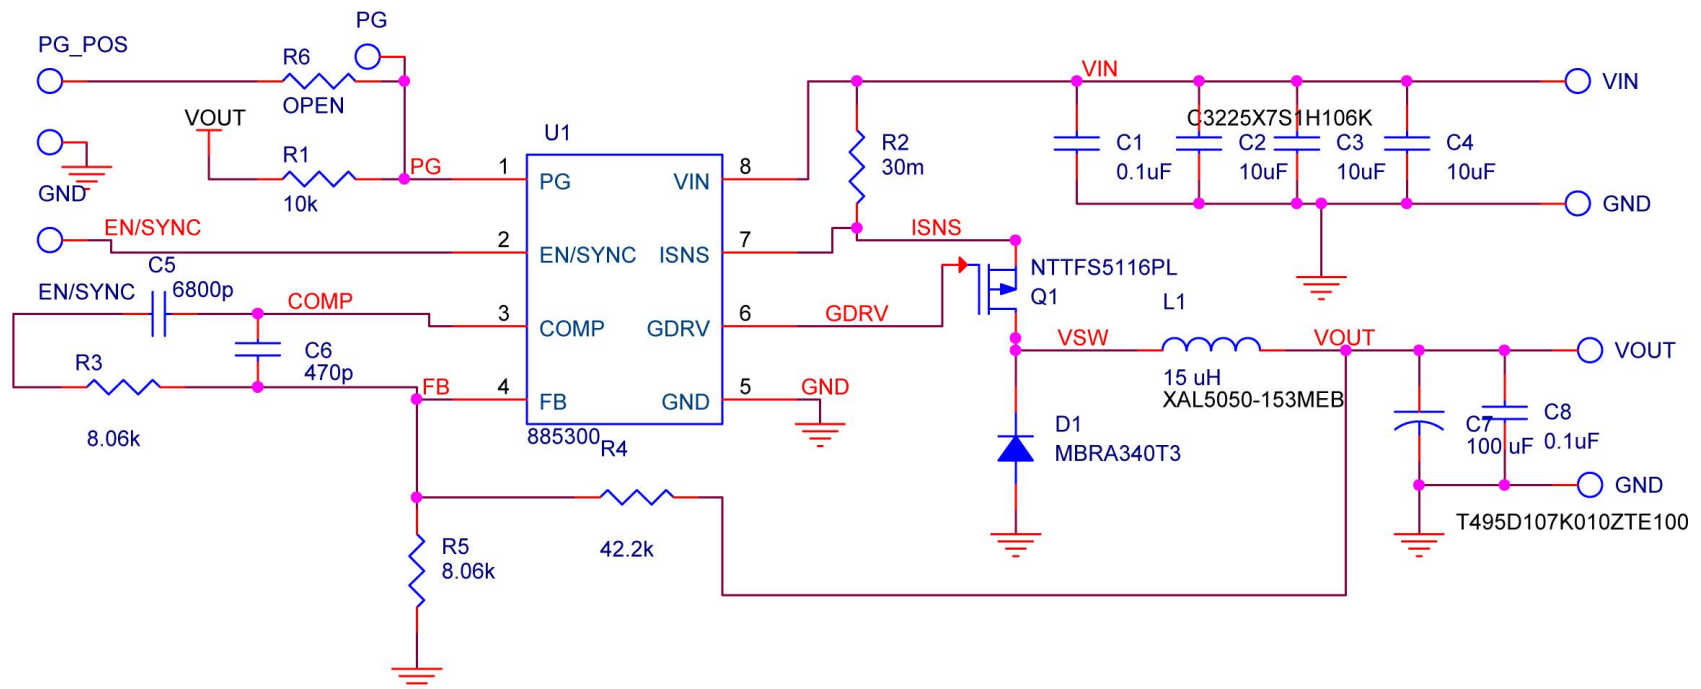 PG
PG_POS
R6
OPEN
VOUT
R1
10k
PG
GND
EN/SYNC
EN/SYNC
C5
6800p
COMP
C6
470p
R3
8.06k
FB
U1
1
PG
2
EN/SYNC
3
COMP
4
FB
8
VIN
7
ISNS
6
GDRV
5
GND
885300
R4
42.2k
R5
8.06k
GND
GDRV
R2
30m
ISNS
NTTFS5116PL
Q1
VIN
VIN
C3225X7S1H106K
C1
0.1uF
C2
10uF
C3
10uF
C4
10uF
GND
VSW
L1
15 uH
XAL5050-153MEB
VOUT
VOUT
D1
MBRA340T3
C7
100 uF
C8
0.1uF
GND
T495D107K010ZTE100